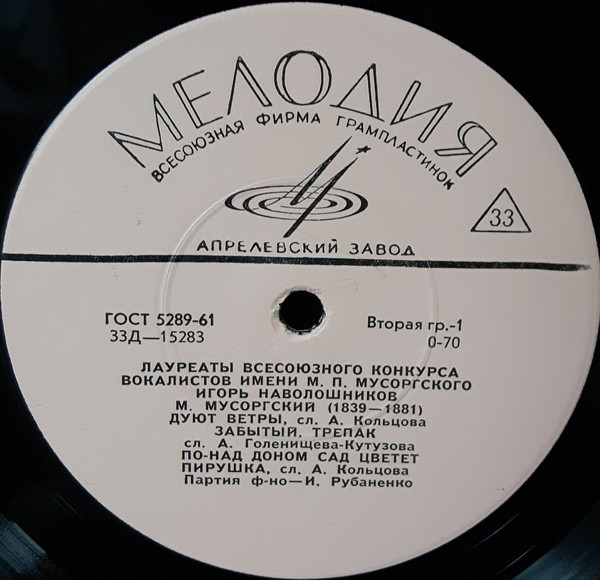 МЕЛОДИЯ
ВСЕСОЮЗНАЯ ФИРМА ГРАМПЛАСТИНОК
33
АПРЕЛЕВСКИЙ ЗАВОД
ГОСТ 5289-61
33Д—15283
Вторая гр.-1
0-70
ЛАУРЕАТЫ ВСЕСОЮЗНОГО КОНКУРСА
ВОКАЛИСТОВ ИМЕНИ М. П. МУСОРГСКОГО
ИГОРЬ НАВОЛОШНИКОВ
М. МУСОРГСКИЙ (1839—1881)
ДУЮТ ВЕТРЫ, сл. А. Кольцова
ЗАБЫТЫЙ, ТРЕПАК
сл. А. Голенищева-Кутузова
ПО-НАД ДОНОМ САД ЦВЕТЕТ
ПИРУШКА, сл. А. Кольцова
Партия ф-но—И. Рубаненко